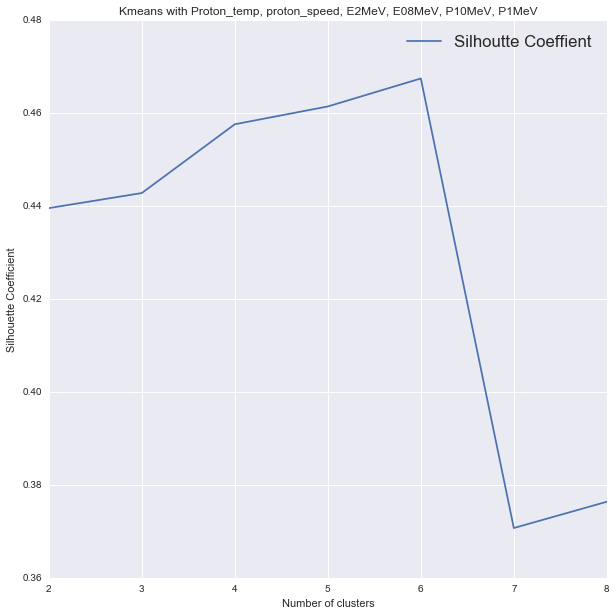 Kmeans with Proton_temp, proton_speed, E2MeV, E08MeV, P10MeV, P1MeV
Silhoutte Coeffient
0.48
0.46
0.44
0.42
0.40
0.38
0.36
Silhouette Coefficient
2 3 4 5 6 7 8
Number of clusters